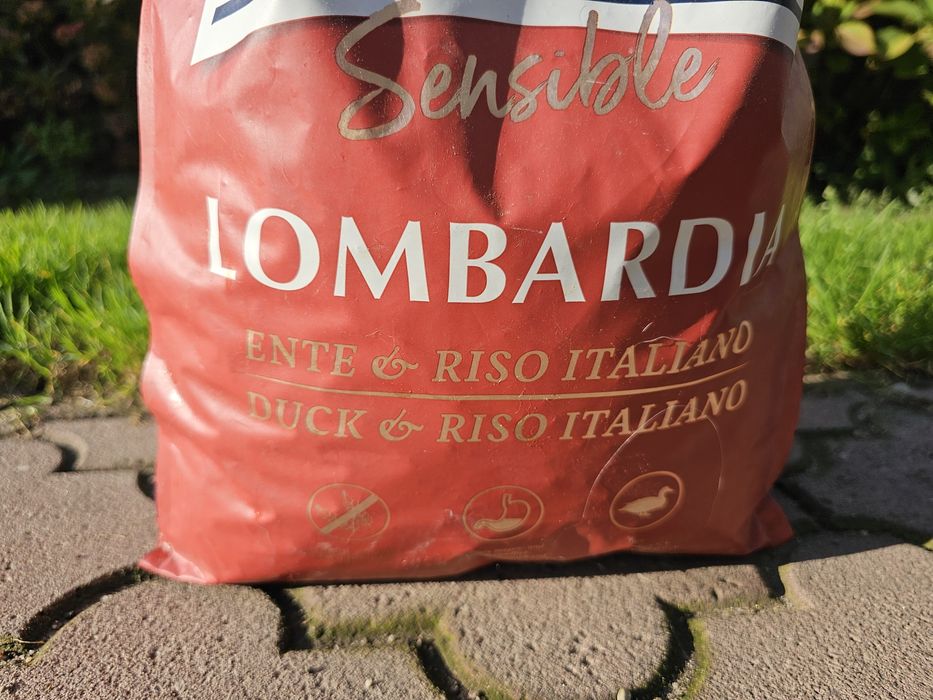 Sensible
LOMBARDIA
ENTE & RISO ITALIANO
DUCK & RISO ITALIANO